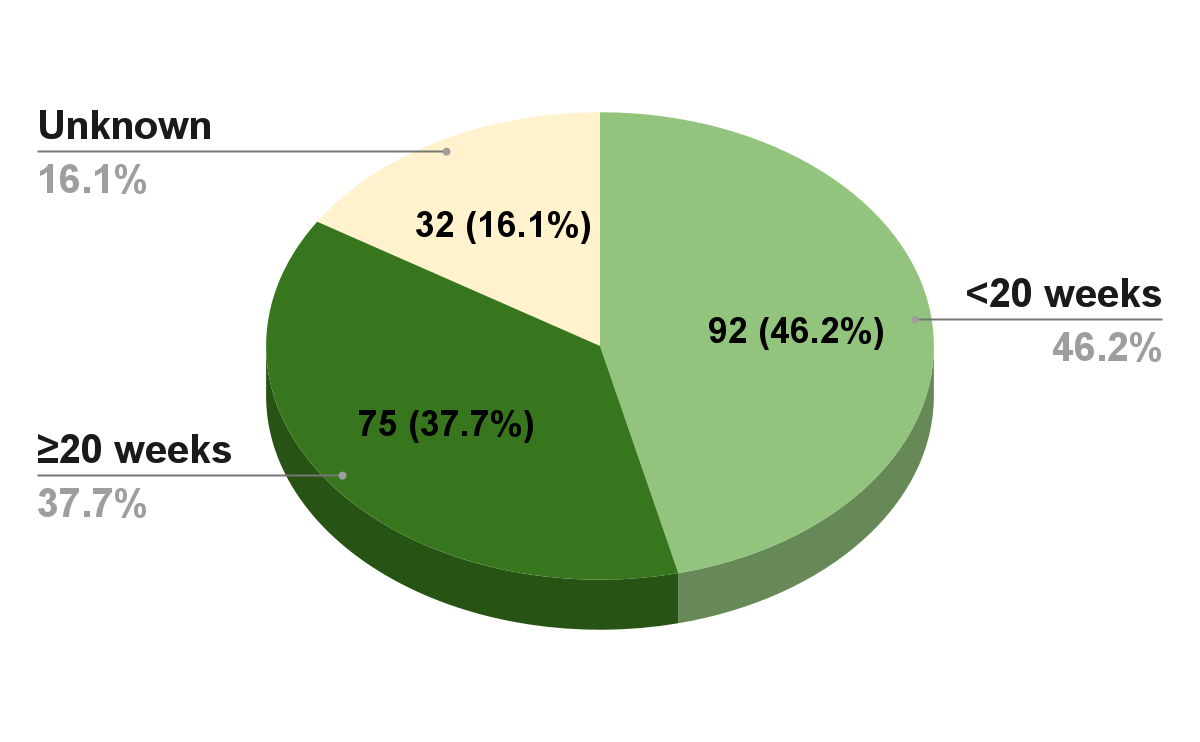 Unknown
16.1%
32 (16.1%)
<20 weeks
46.2%
92 (46.2%)
75 (37.7%)
≥20 weeks
37.7%